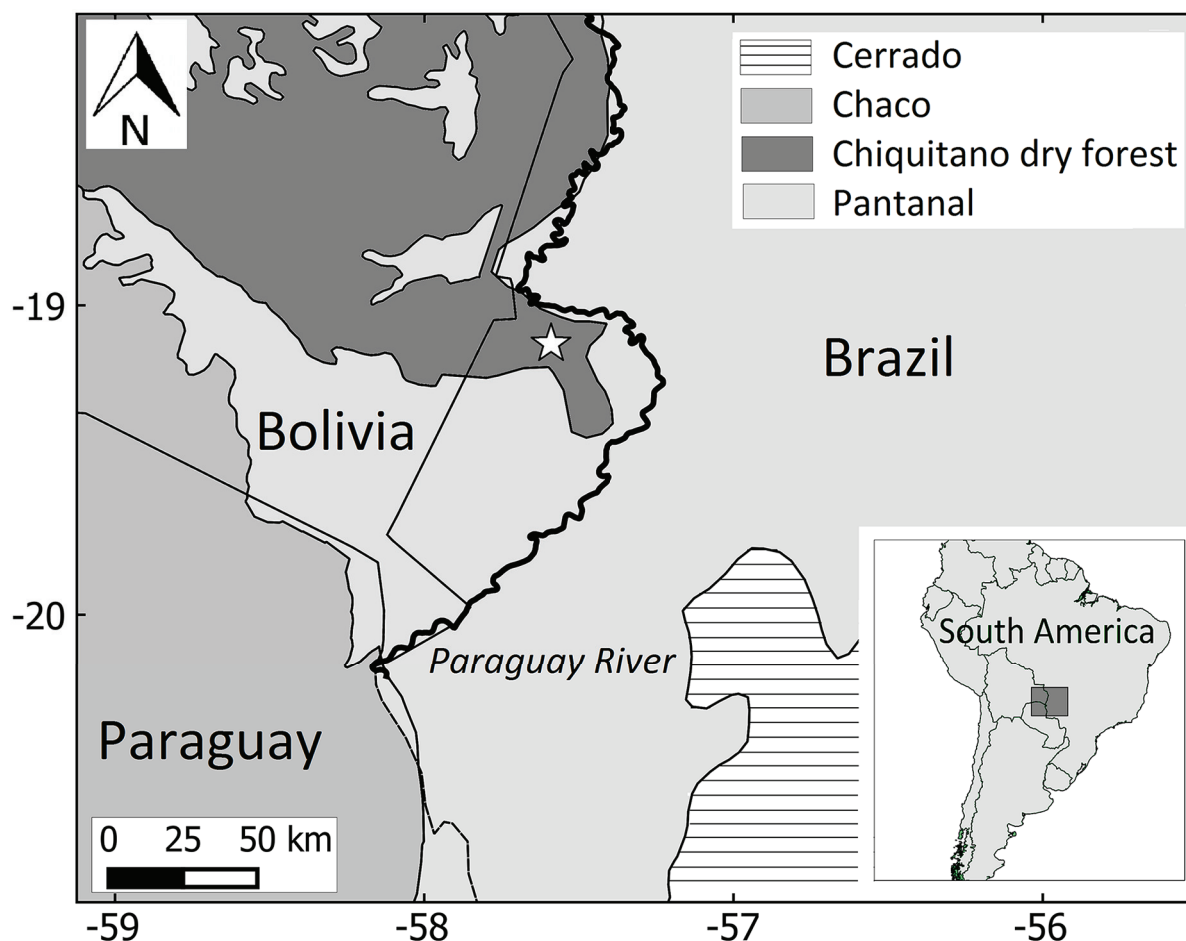 N
Cerrado
Chaco
Chiquitano dry forest
Pantanal
-19
Brazil
Bolivia
-20
South America
Paraguay River
Paraguay
0 25 50 km
-59 -58 -57 -56